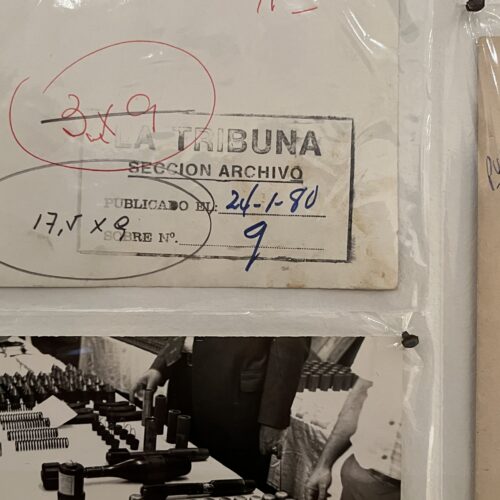 3x9
LA TRIBUNA
SECCION ARCHIVO
PUBLICADO EL: 24-1-80
17,5 x 9
SOBRE Nº. 9